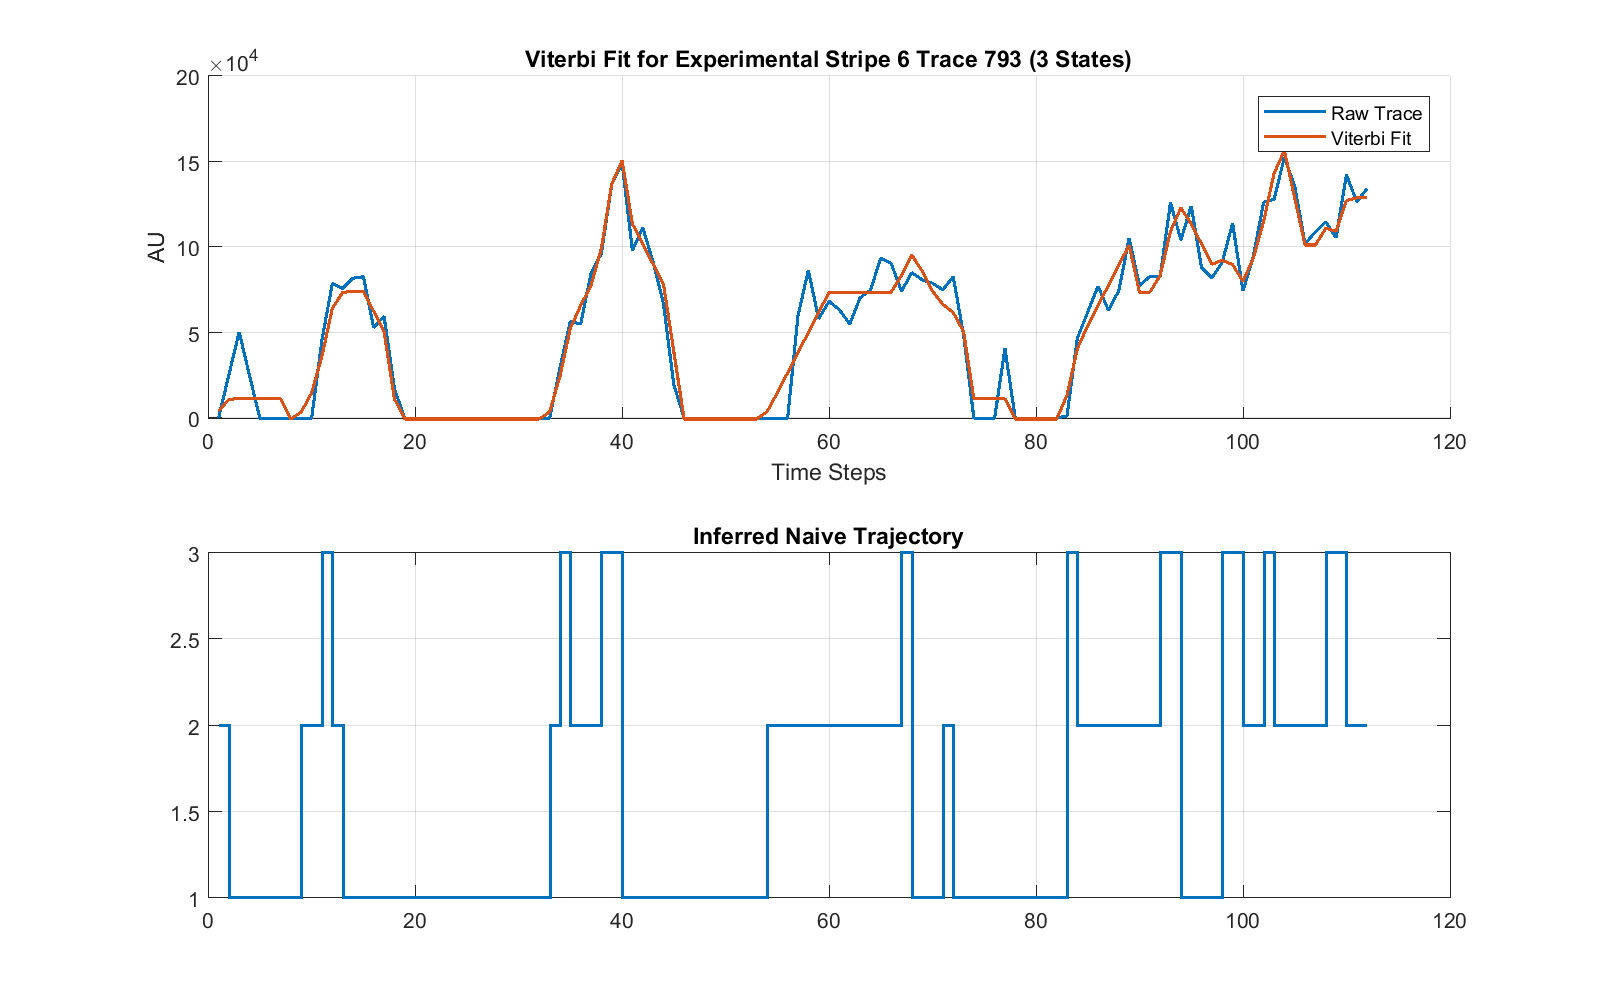 Viterbi Fit for Experimental Stripe 6 Trace 793 (3 States)
×10⁴
20
15
10
5
0
AU
Raw Trace
Viterbi Fit
0 20 40 60 80 100 120
Time Steps
Inferred Naive Trajectory
3
2.5
2
1.5
1
0 20 40 60 80 100 120